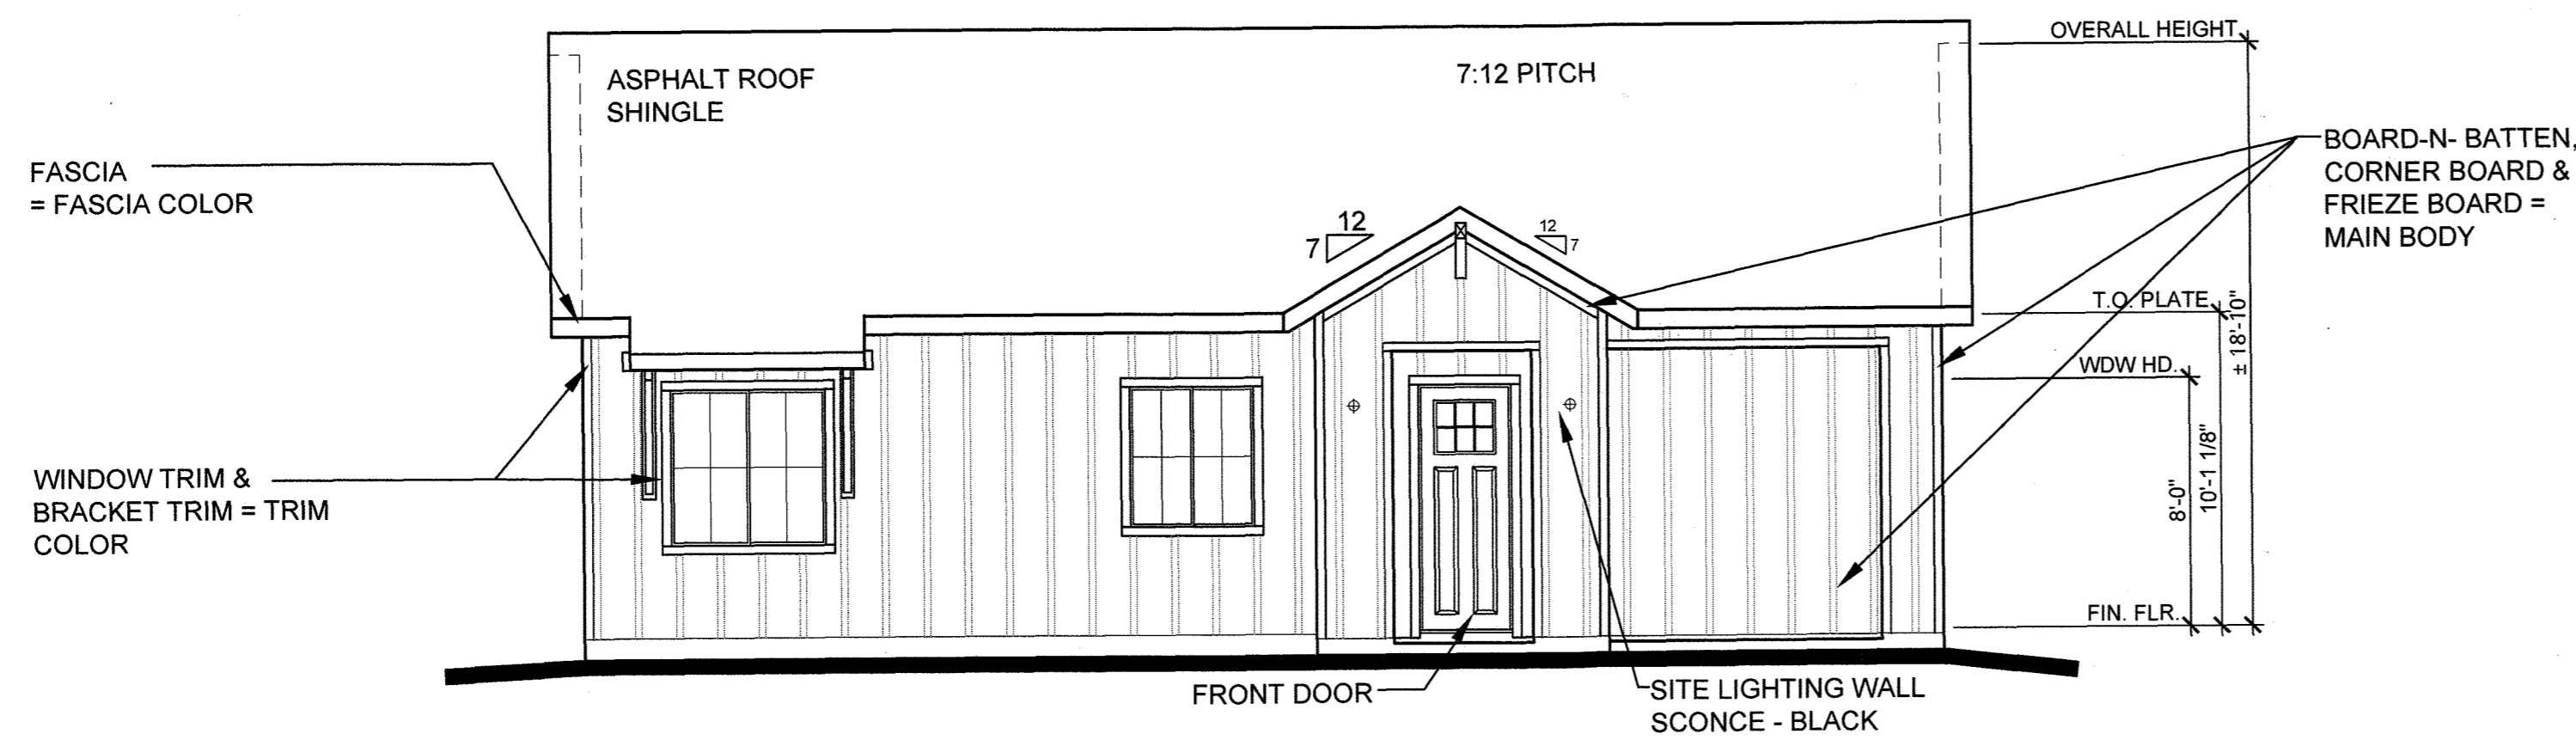 OVERALL HEIGHT
ASPHALT ROOF
SHINGLE
7:12 PITCH
BOARD-N- BATTEN,
CORNER BOARD &
FRIEZE BOARD =
MAIN BODY
FASCIA
= FASCIA COLOR
12
7
12
7
T.O. PLATE
± 18'-10"
WDW HD.
10'-1 1/8"
8'-0"
WINDOW TRIM &
BRACKET TRIM = TRIM
COLOR
FIN. FLR.
FRONT DOOR
SITE LIGHTING WALL
SCONCE - BLACK